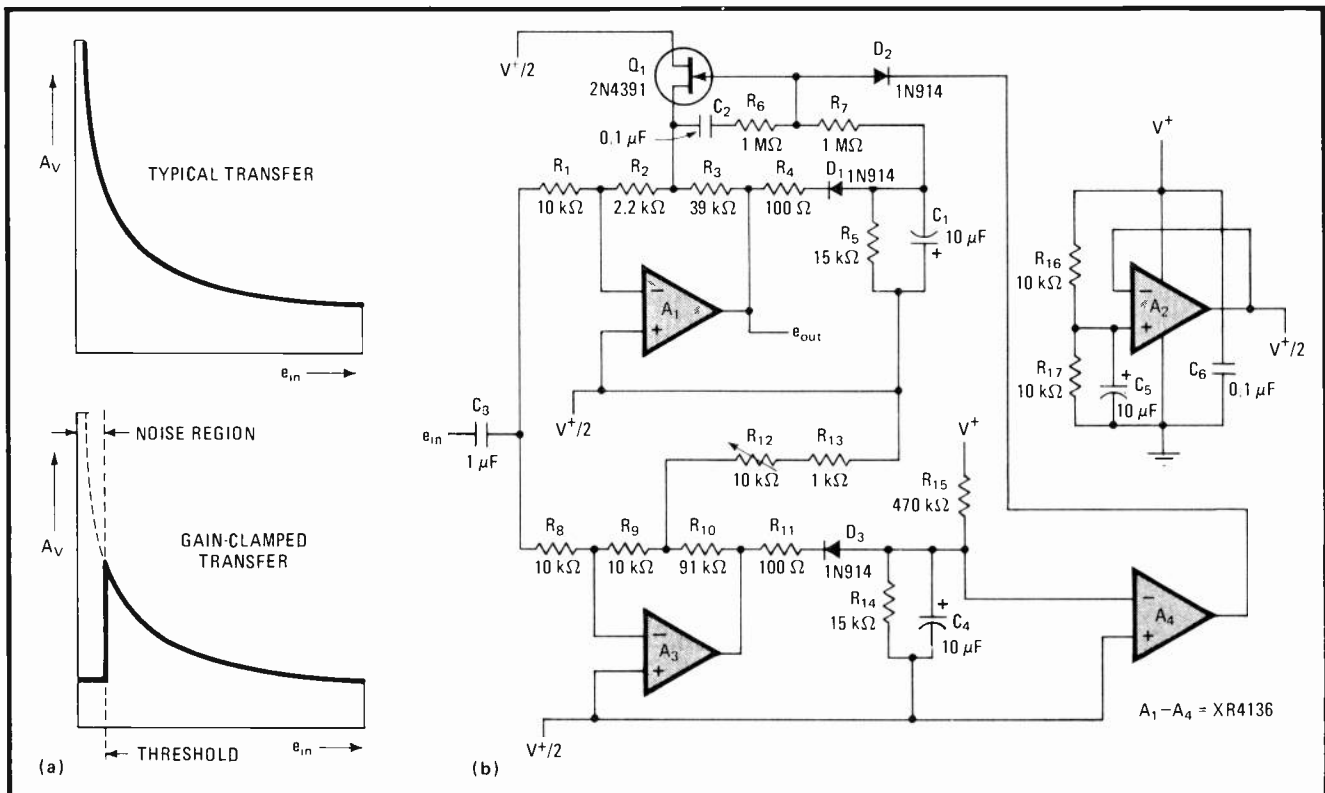 A_V
TYPICAL TRANSFER
e_in
NOISE REGION
A_V
GAIN-CLAMPED
TRANSFER
THRESHOLD
e_in
(a)
V⁺/2
Q₁
2N4391
D₂
1N914
C₂
0.1 μF
R₆
1 MΩ
R₇
1 MΩ
R₁
10 kΩ
R₂
2.2 kΩ
R₃
39 kΩ
R₄
100 Ω
D₁ 1N914
R₅
15 kΩ
C₁
10 μF
+
−
A₁
+
e_out
V⁺/2
e_in
C₃
1 μF
R₁₂
10 kΩ
R₁₃
1 kΩ
V⁺
R₁₅
470 kΩ
R₈
10 kΩ
R₉
10 kΩ
R₁₀
91 kΩ
R₁₁
100 Ω
D₃
1N914
R₁₄
15 kΩ
+
C₄
10 μF
−
A₃
+
V⁺/2
−
A₄
+
A₁–A₄ = XR4136
V⁺
R₁₆
10 kΩ
−
A₂
+
V⁺/2
R₁₇
10 kΩ
+
C₅
10 μF
C₆
0.1 μF
(b)